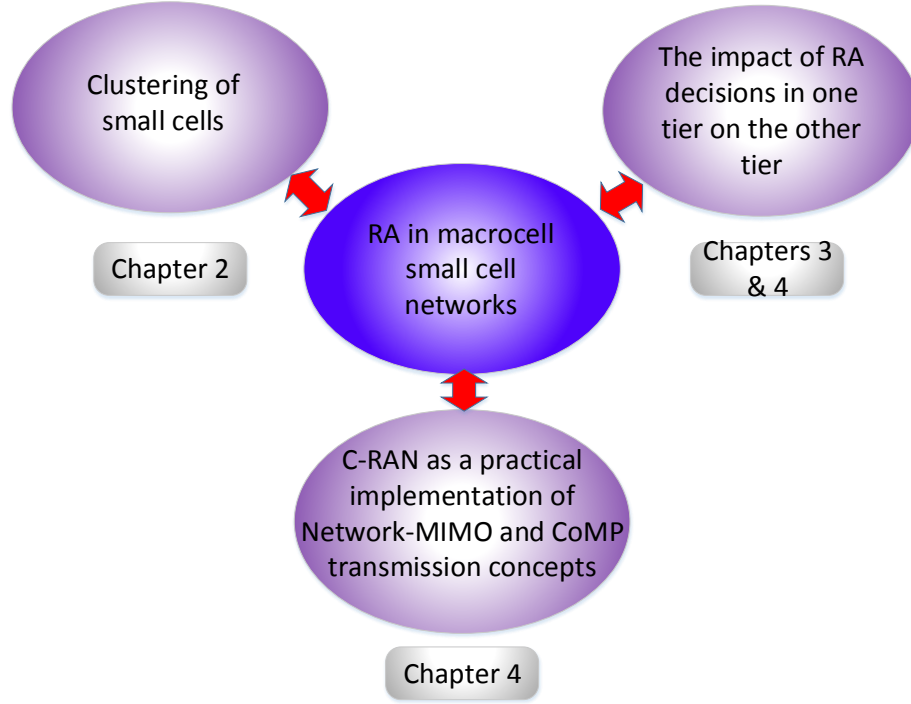 Clustering of
small cells
Chapter 2
The impact of RA
decisions in one
tier on the other
tier
Chapters 3
& 4
RA in macrocell
small cell
networks
C-RAN as a practical
implementation of
Network-MIMO and CoMP
transmission concepts
Chapter 4